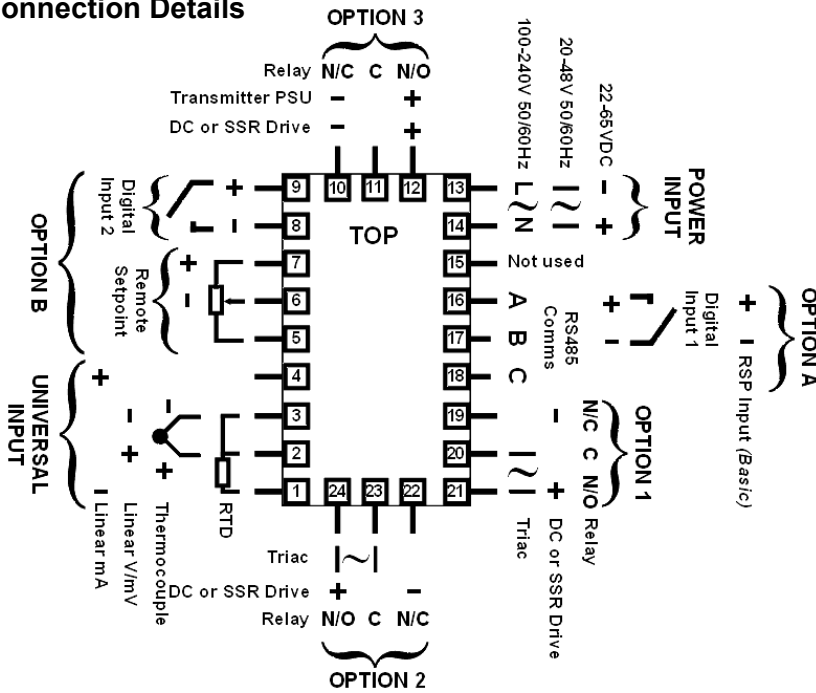 onnection Details
OPTION 3
Relay N/C C N/O
Transmitter PSU - +
DC or SSR Drive - +
100-240V 50/60Hz
20-48V 50/60Hz
22-65VDC
L ~ N
~
- +
POWER
INPUT
9 10 11 12 13
8 TOP 14
7 15 Not used
6 16 A
5 17 B
4 18 C
3 19
2 20
1 24 23 22 21
+ -
Digital
Input 2
+ -
Remote
Setpoint
OPTION B
RS485
Comms
+ -
Digital
Input 1
+ -
RSP Input (Basic)
OPTION A
UNIVERSAL
INPUT
+ - Linear mA
- + Linear V/mV
- + Thermocouple
RTD
~ Triac
- + DC or SSR Drive
N/C C N/O Relay
OPTION 1
Triac ~
DC or SSR Drive + -
Relay N/O C N/C
OPTION 2